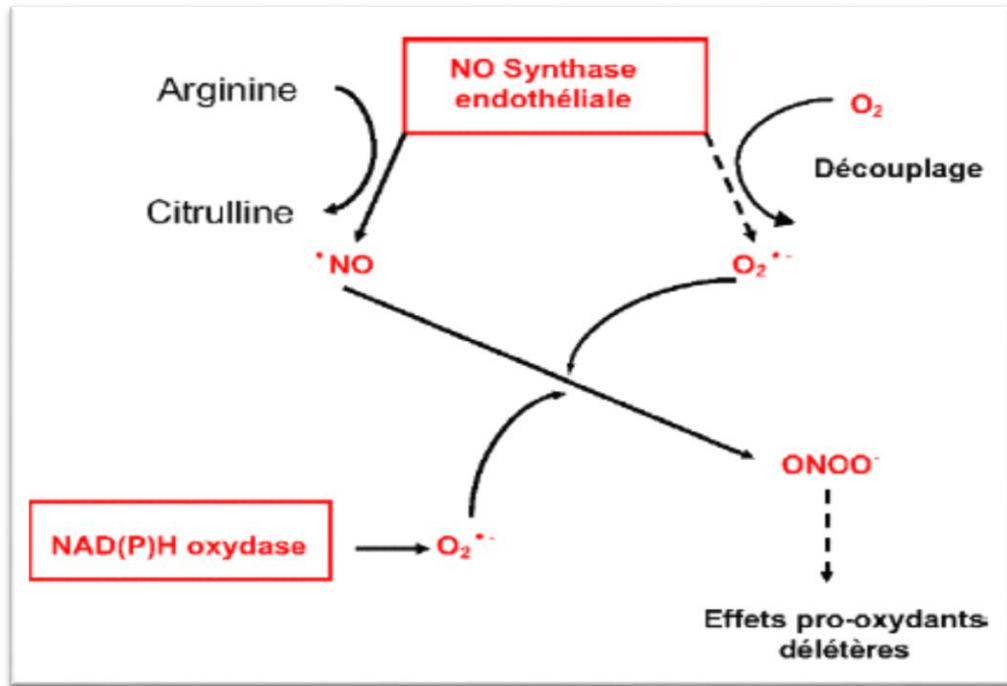 NO Synthase
endothéliale
Arginine
O₂
Découplage
Citrulline
•NO
O₂•-
ONOO-
NAD(P)H oxydase
O₂•-
Effets pro-oxydants
délétères